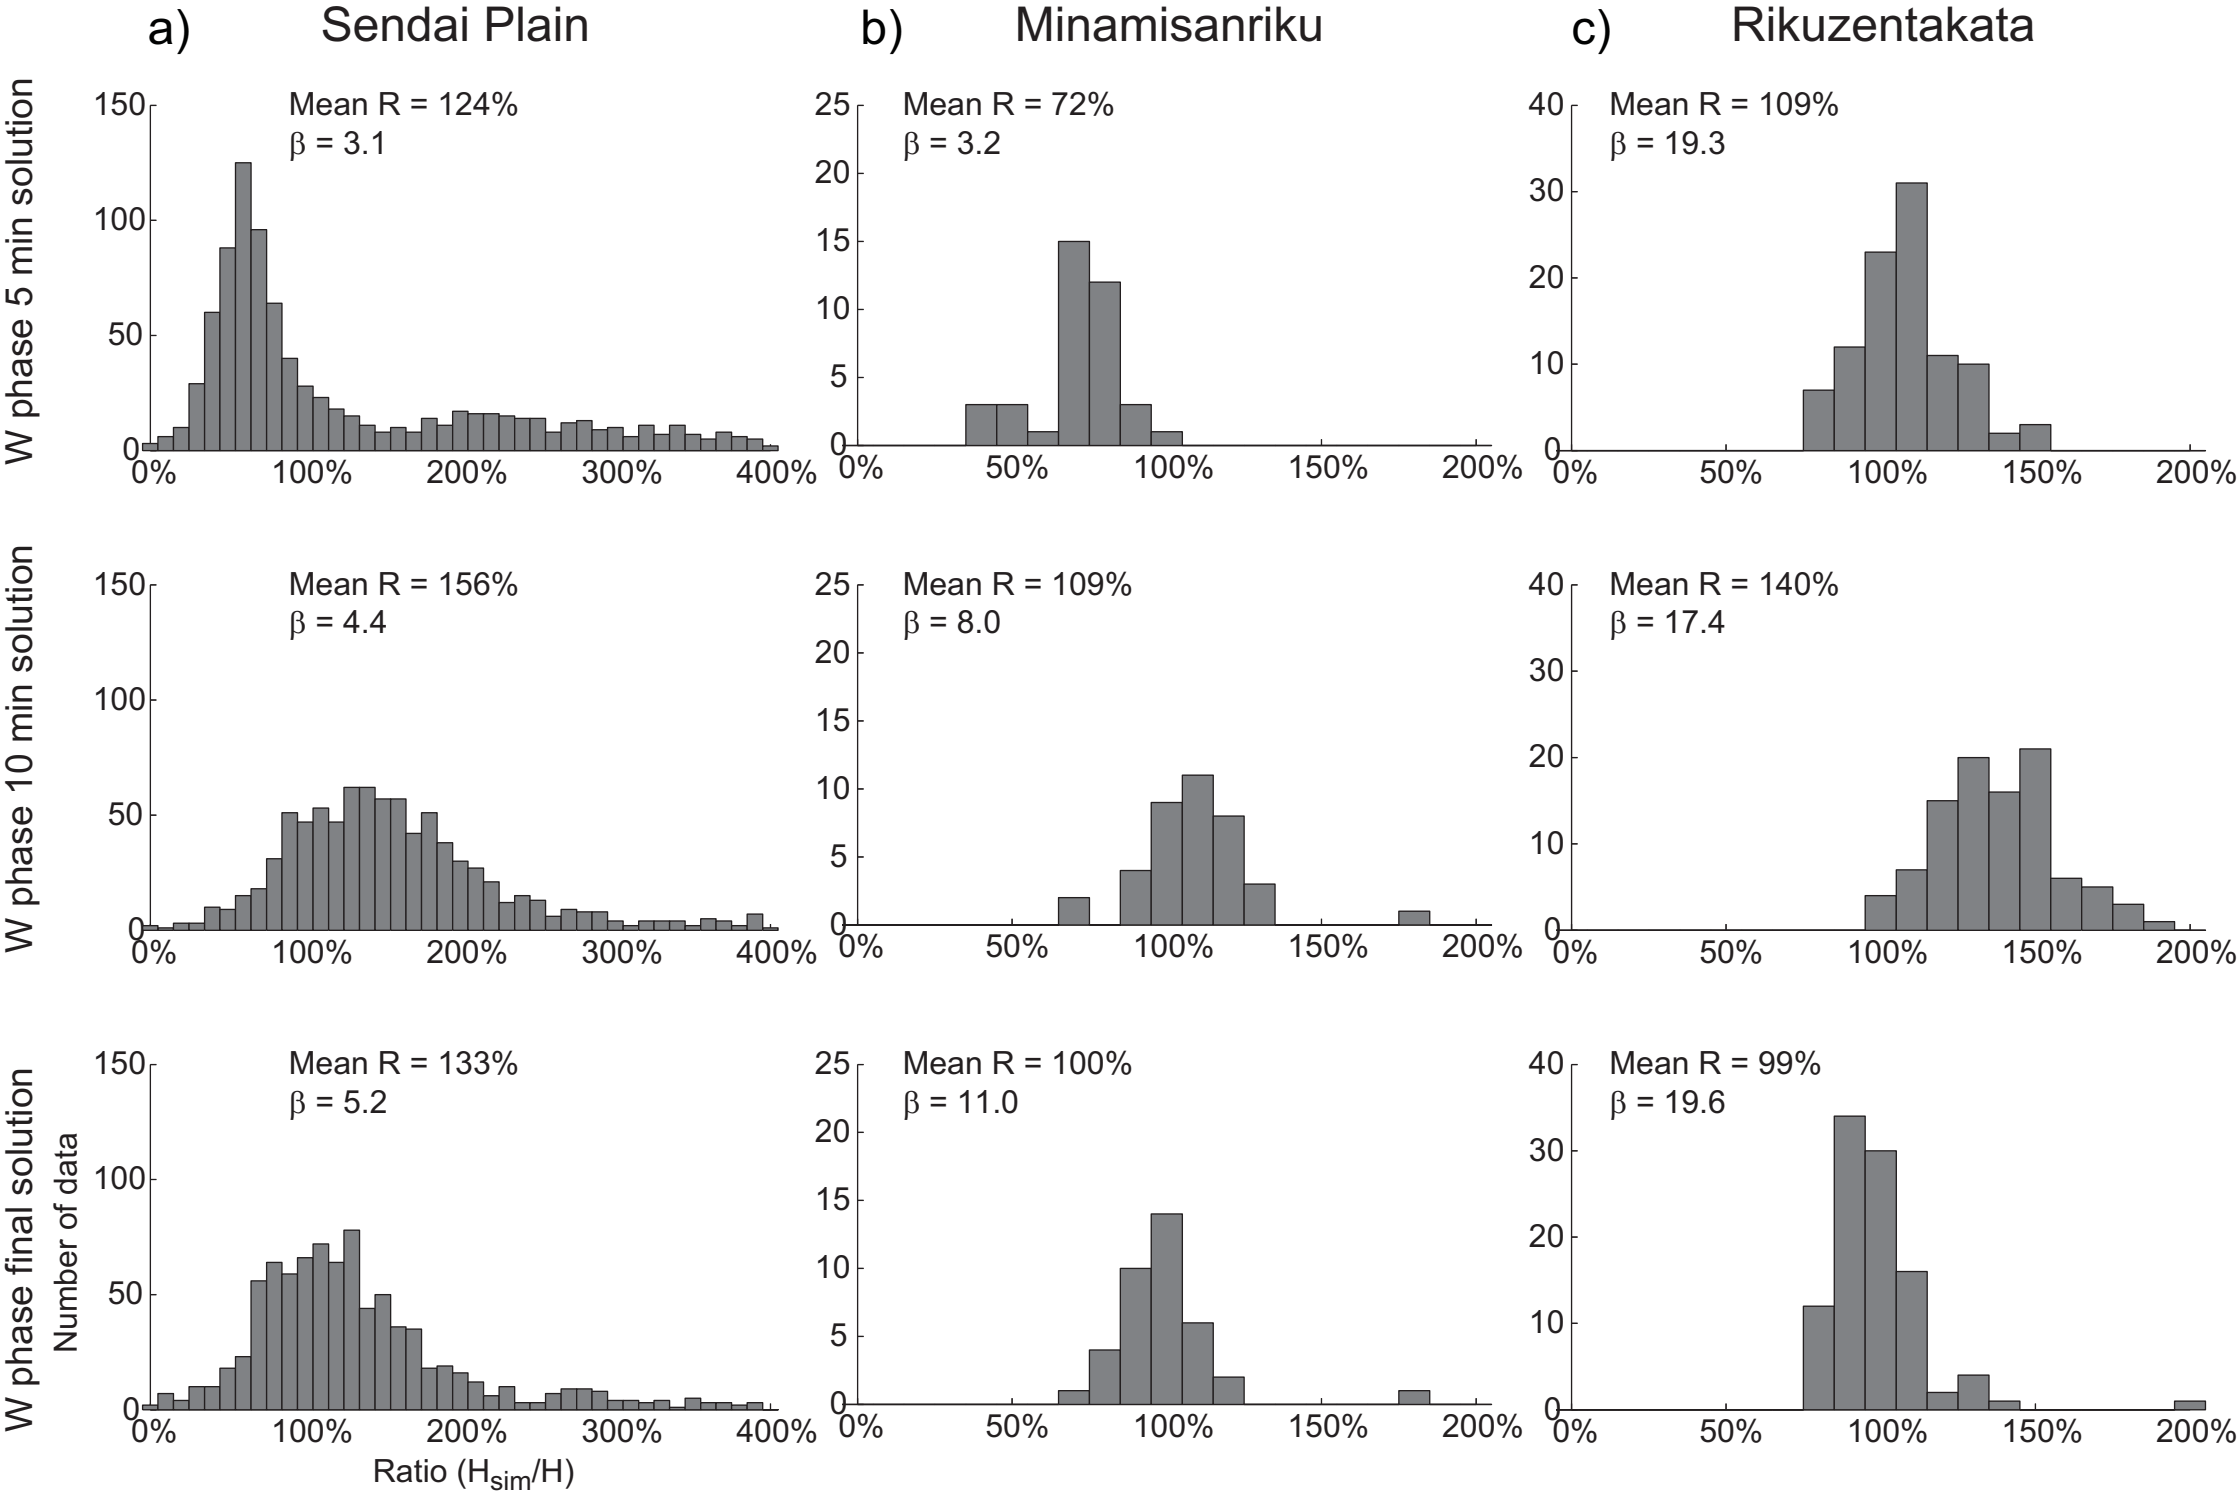 a) Sendai Plain
b) Minamisanriku
c) Rikuzentakata
W phase 5 min solution
Mean R = 124%
β = 3.1
150
100
50
0
0% 100% 200% 300% 400%
Mean R = 72%
β = 3.2
25
20
15
10
5
0
0% 50% 100% 150% 200%
Mean R = 109%
β = 19.3
40
30
20
10
0
0% 50% 100% 150% 200%
W phase 10 min solution
Mean R = 156%
β = 4.4
150
100
50
0
0% 100% 200% 300% 400%
Mean R = 109%
β = 8.0
25
20
15
10
5
0
0% 50% 100% 150% 200%
Mean R = 140%
β = 17.4
40
30
20
10
0
0% 50% 100% 150% 200%
W phase final solution
Number of data
Mean R = 133%
β = 5.2
150
100
50
0
0% 100% 200% 300% 400%
Ratio (Hsim/H)
Mean R = 100%
β = 11.0
25
20
15
10
5
0
0% 50% 100% 150% 200%
Mean R = 99%
β = 19.6
40
30
20
10
0
0% 50% 100% 150% 200%